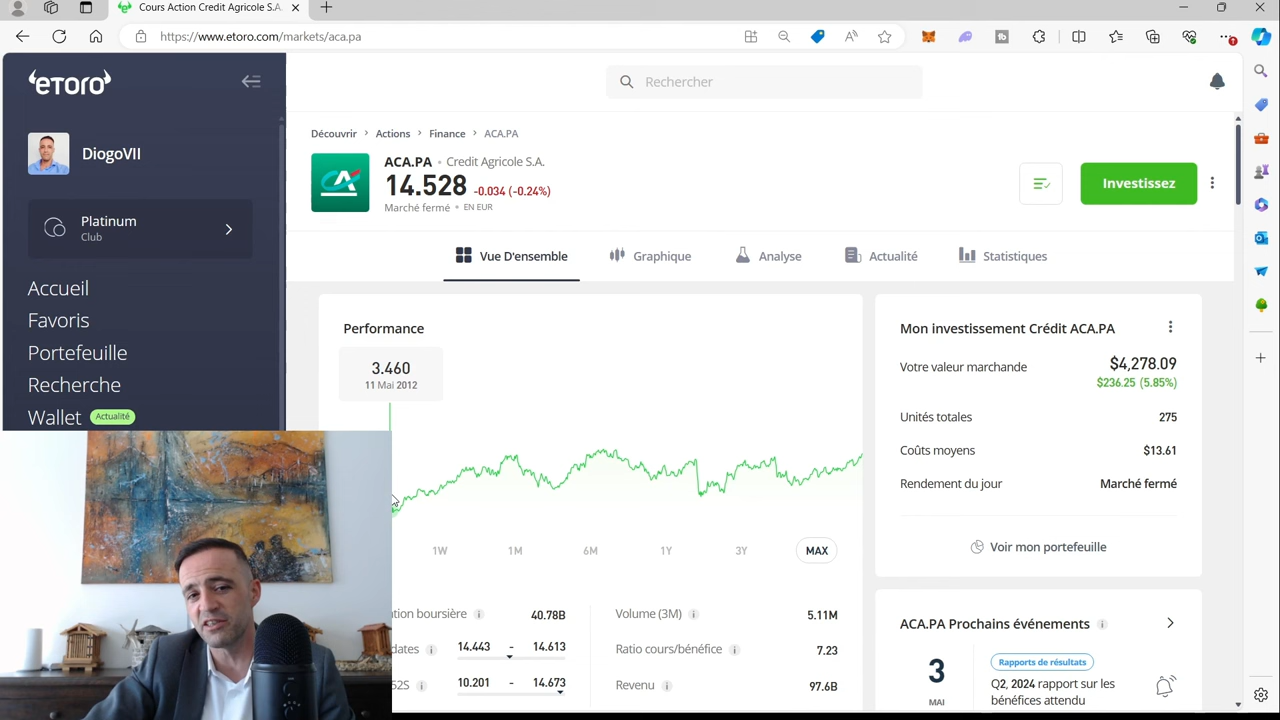 Cours Action Credit Agricole S.A.
https://www.etoro.com/markets/aca.pa
eTORO
Rechercher
DiogoVII
Platinum
Club
Accueil
Favoris
Portefeuille
Recherche
Wallet Actualité
Découvrir > Actions > Finance > ACA.PA
ACA.PA • Credit Agricole S.A.
14.528 -0.034 (-0.24%)
Marché fermé • EN EUR
Investissez
Vue D'ensemble
Graphique
Analyse
Actualité
Statistiques
Performance
3.460
11 Mai 2012
1W 1M 6M 1Y 3Y MAX
tion boursière 40.78B
dates 14.443 - 14.613
52S 10.201 - 14.673
Volume (3M) 5.11M
Ratio cours/bénéfice 7.23
Revenu 97.6B
Mon investissement Crédit ACA.PA
Votre valeur marchande $4,278.09
$236.25 (5.85%)
Unités totales 275
Coûts moyens $13.61
Rendement du jour Marché fermé
Voir mon portefeuille
ACA.PA Prochains événements
3
MAI
Rapports de résultats
Q2, 2024 rapport sur les
bénéfices attendu